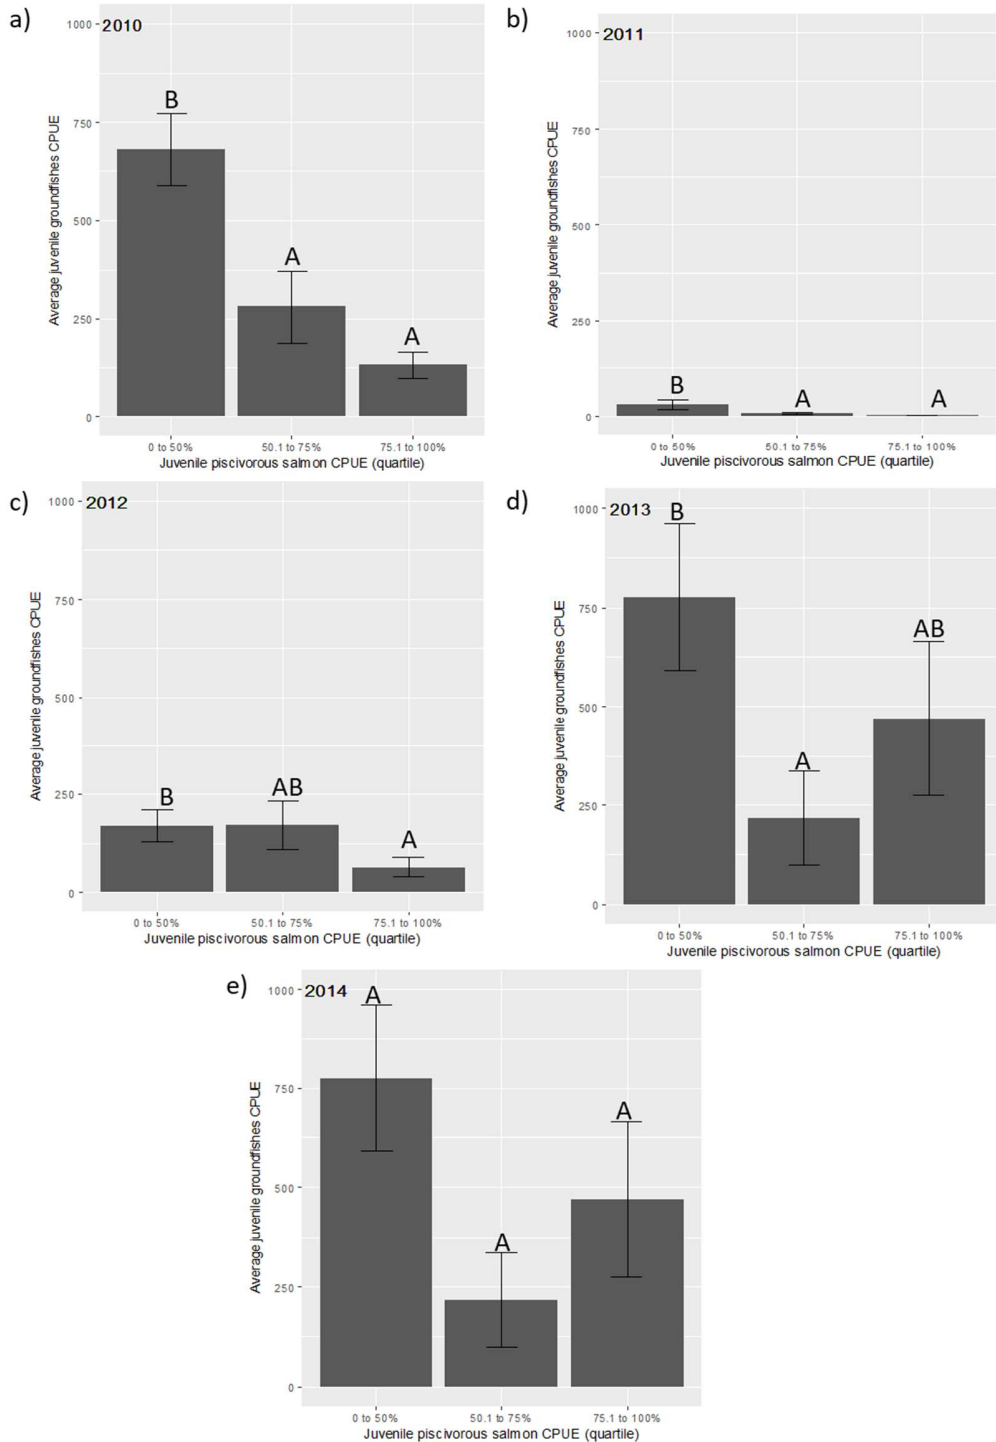 a)
2010
1000
750
500
250
0
Average juvenile groundfishes CPUE
B
A
A
0 to 50%
50.1 to 75%
75.1 to 100%
Juvenile piscivorous salmon CPUE (quartile)
b)
2011
1000
750
500
250
0
Average juvenile groundfishes CPUE
B
A
A
0 to 50%
50.1 to 75%
75.1 to 100%
Juvenile piscivorous salmon CPUE (quartile)
c)
2012
1000
750
500
250
0
Average juvenile groundfishes CPUE
B
AB
A
0 to 50%
50.1 to 75%
75.1 to 100%
Juvenile piscivorous salmon CPUE (quartile)
d)
2013
1000
750
500
250
0
Average juvenile groundfishes CPUE
B
A
AB
0 to 50%
50.1 to 75%
75.1 to 100%
Juvenile piscivorous salmon CPUE (quartile)
e)
2014
1000
750
500
250
0
Average juvenile groundfishes CPUE
A
A
A
0 to 50%
50.1 to 75%
75.1 to 100%
Juvenile piscivorous salmon CPUE (quartile)